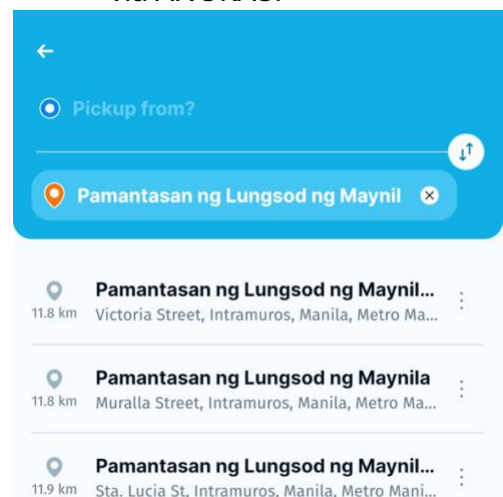 via ANGKAS:
Pickup from?
Pamantasan ng Lungsod ng Maynil
Pamantasan ng Lungsod ng Maynil...
11.8 km Victoria Street, Intramuros, Manila, Metro Ma...
Pamantasan ng Lungsod ng Maynila
11.8 km Muralla Street, Intramuros, Manila, Metro Ma...
Pamantasan ng Lungsod ng Maynil...
11.9 km Sta. Lucia St, Intramuros, Manila, Metro Mani...